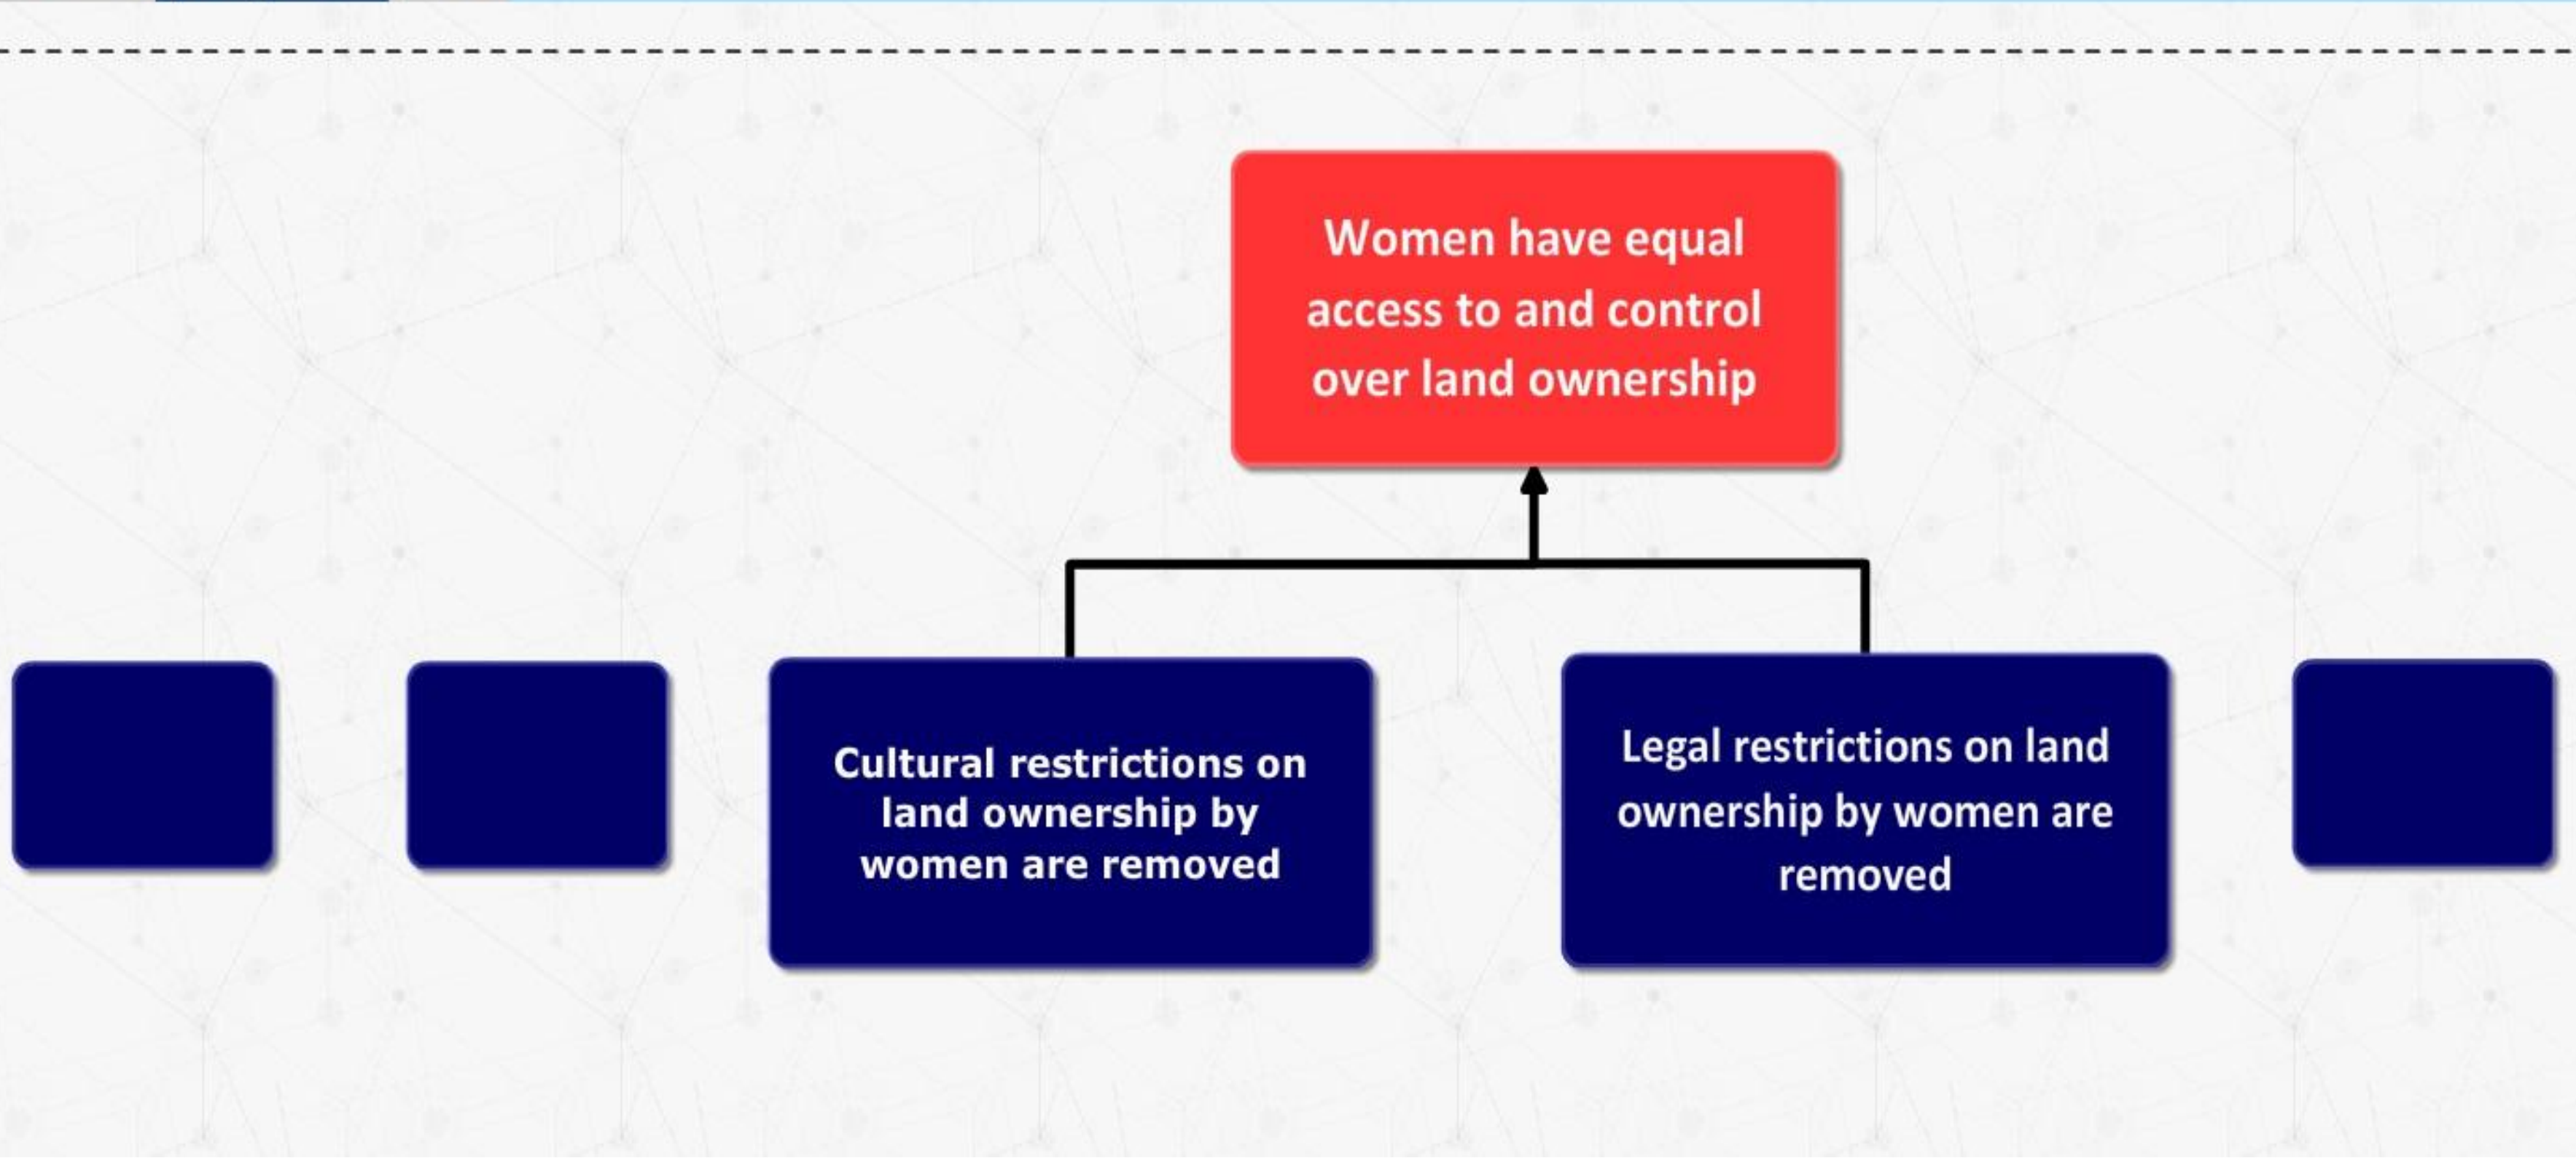 Women have equal
access to and control
over land ownership
Cultural restrictions on
land ownership by
women are removed
Legal restrictions on land
ownership by women are
removed